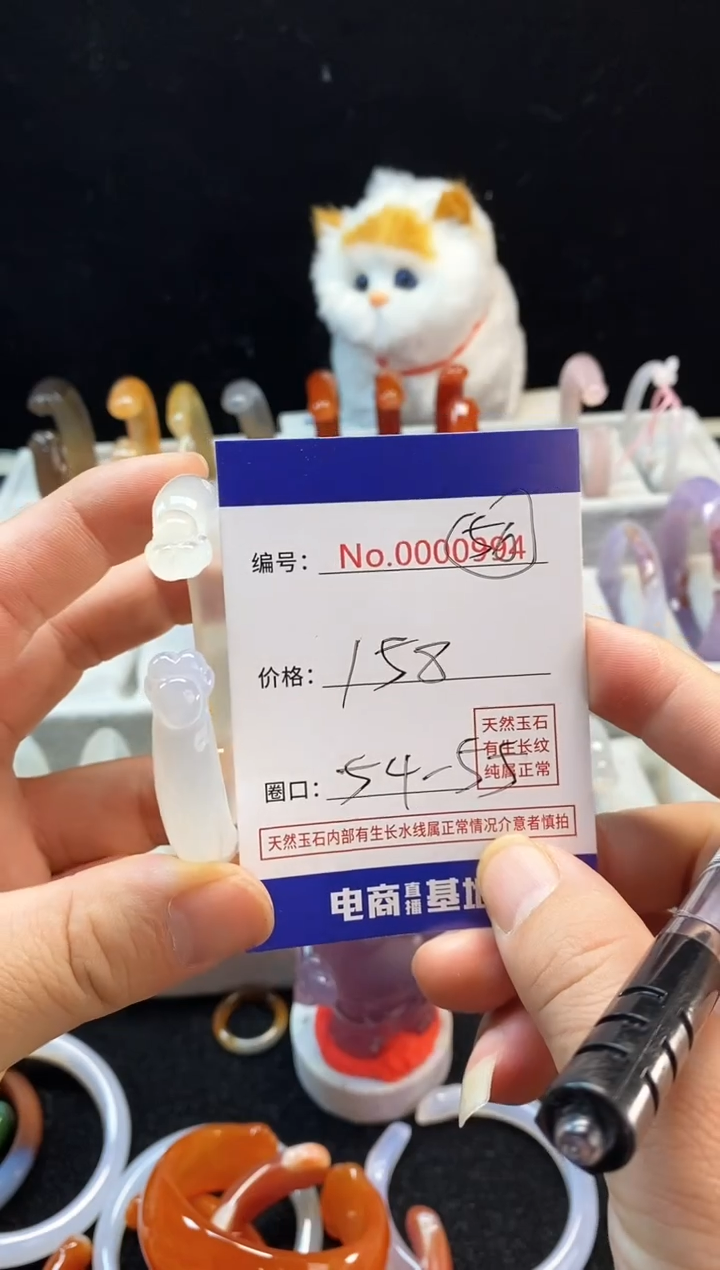 编号: No.0000994 56
价格: 158
圈口: 54-55
天然玉石
有生长纹
纯属正常
天然玉石内部有生长水线属正常情况介意者慎拍
电商直播基地